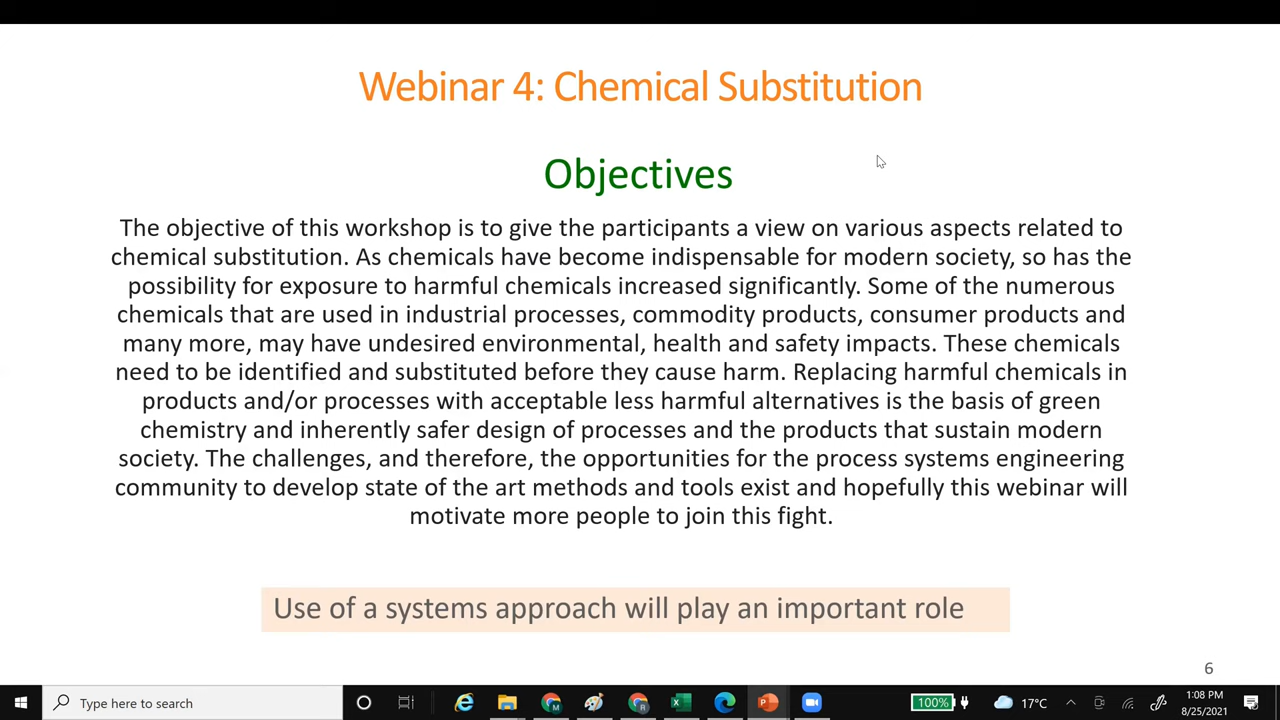 Webinar 4: Chemical Substitution
Objectives
The objective of this workshop is to give the participants a view on various aspects related to
chemical substitution. As chemicals have become indispensable for modern society, so has the
possibility for exposure to harmful chemicals increased significantly. Some of the numerous
chemicals that are used in industrial processes, commodity products, consumer products and
many more, may have undesired environmental, health and safety impacts. These chemicals
need to be identified and substituted before they cause harm. Replacing harmful chemicals in
products and/or processes with acceptable less harmful alternatives is the basis of green
chemistry and inherently safer design of processes and the products that sustain modern
society. The challenges, and therefore, the opportunities for the process systems engineering
community to develop state of the art methods and tools exist and hopefully this webinar will
motivate more people to join this fight.
Use of a systems approach will play an important role
6
Type here to search
100%
17°C
1:08 PM
8/25/2021